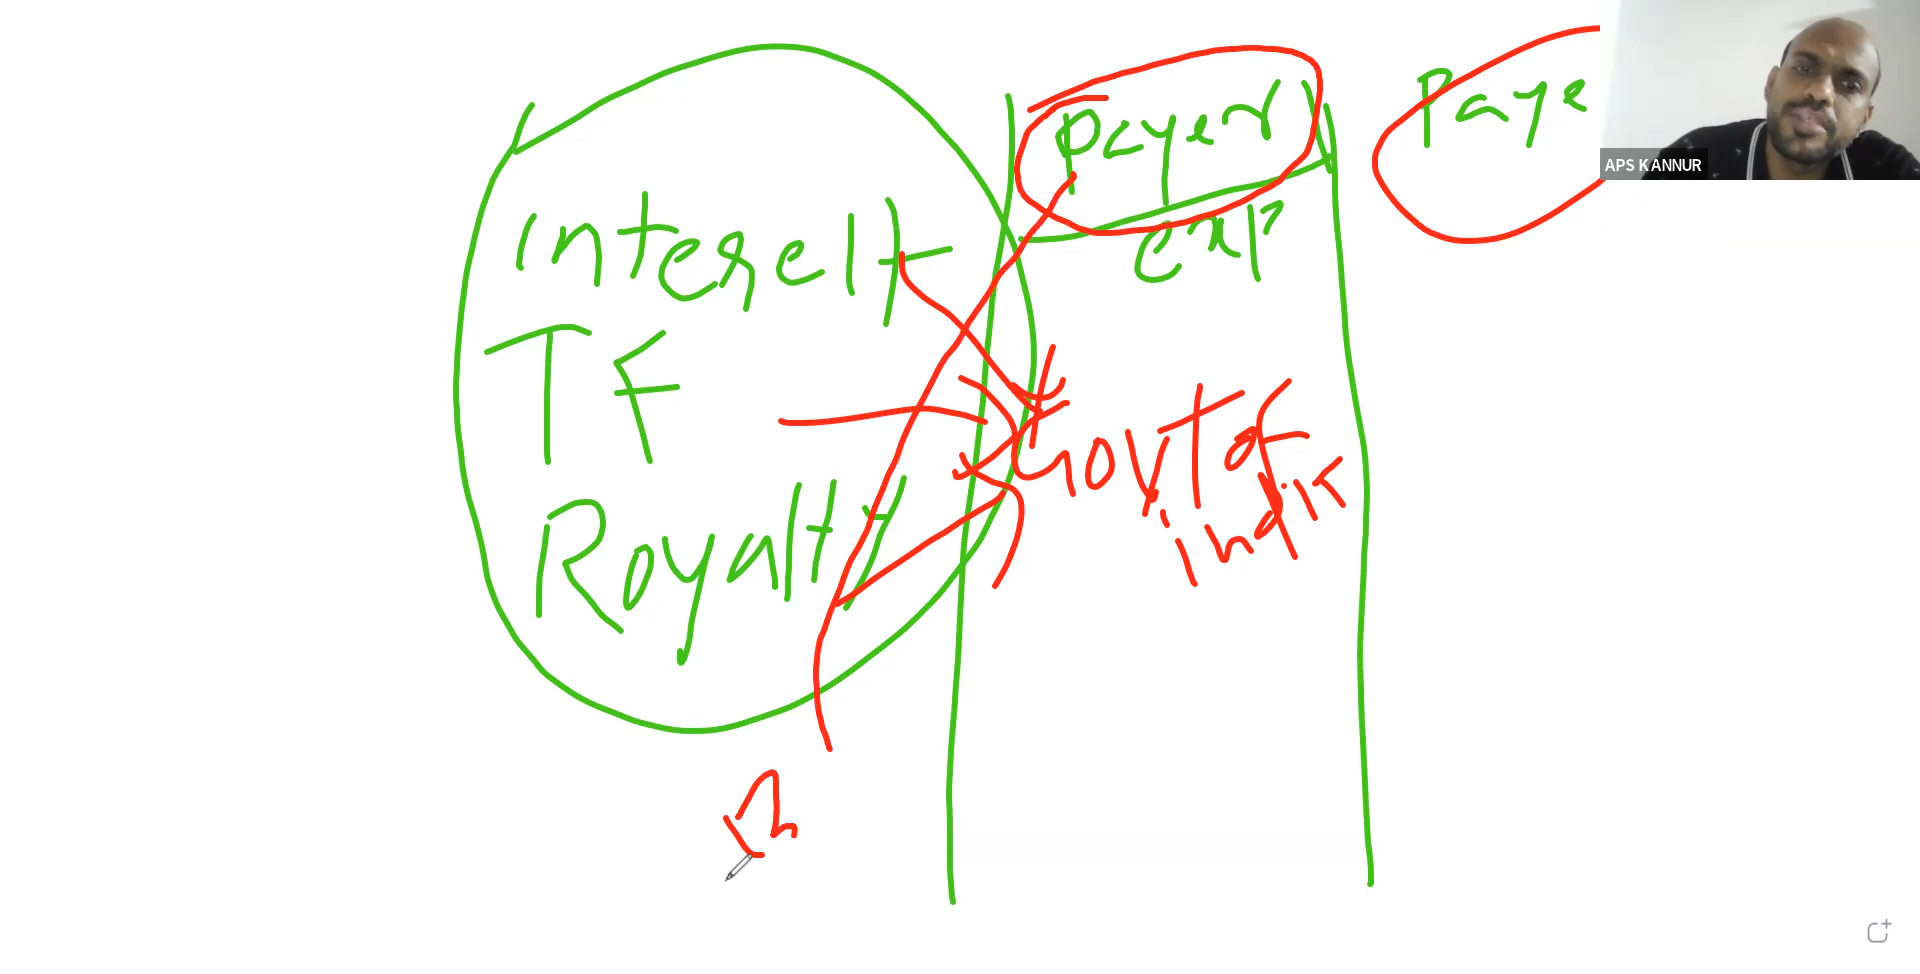 Payer
Paye
APS KANNUR
Interest
exp
TF
Govt of
india
Royalty